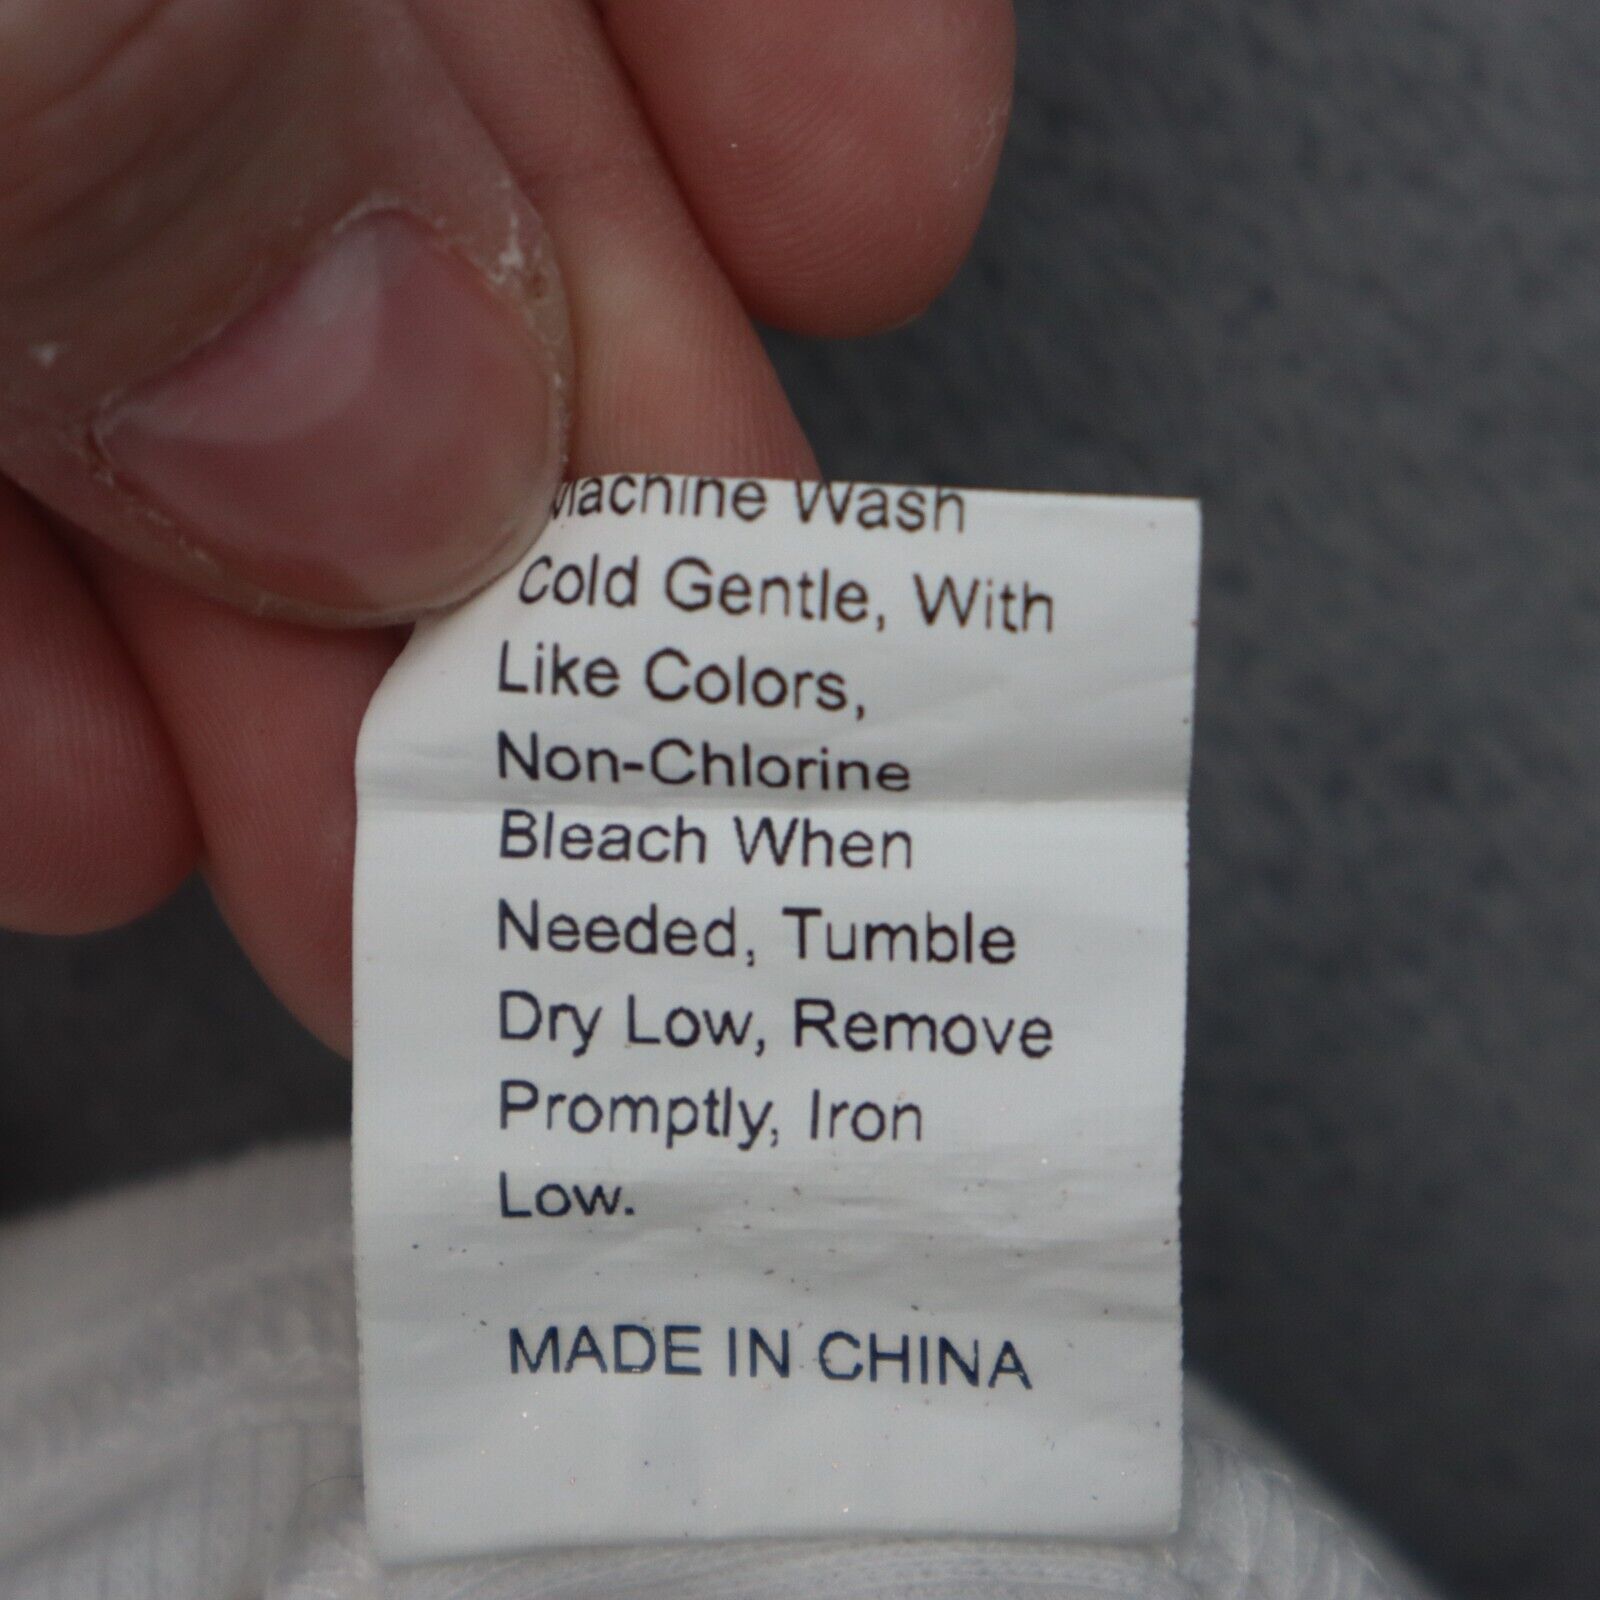 Machine Wash
Cold Gentle, With
Like Colors,
Non-Chlorine
Bleach When
Needed, Tumble
Dry Low, Remove
Promptly, Iron
Low.
MADE IN CHINA